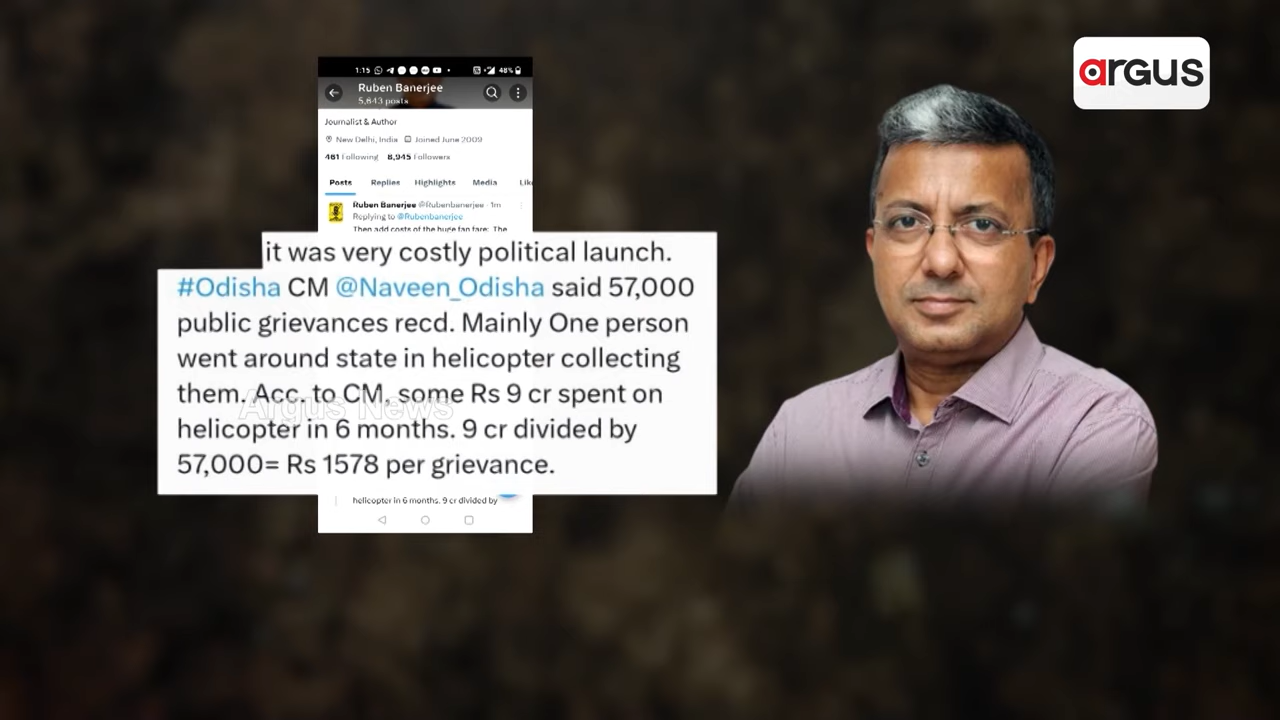 argus
1:15
48%
Ruben Banerjee
5,643 posts
Journalist & Author
New Delhi, India Joined June 2009
461 Following 8,945 Followers
Posts Replies Highlights Media Lik
Ruben Banerjee @Rubenbanerjee · 1m
Replying to @Rubenbanerjee
Then add costs of the huge fan fare: The
it was very costly political launch.
#Odisha CM @Naveen_Odisha said 57,000
public grievances recd. Mainly One person
went around state in helicopter collecting
them. Acc. to CM, some Rs 9 cr spent on
Argus News
helicopter in 6 months. 9 cr divided by
57,000= Rs 1578 per grievance.
helicopter in 6 months. 9 cr divided by